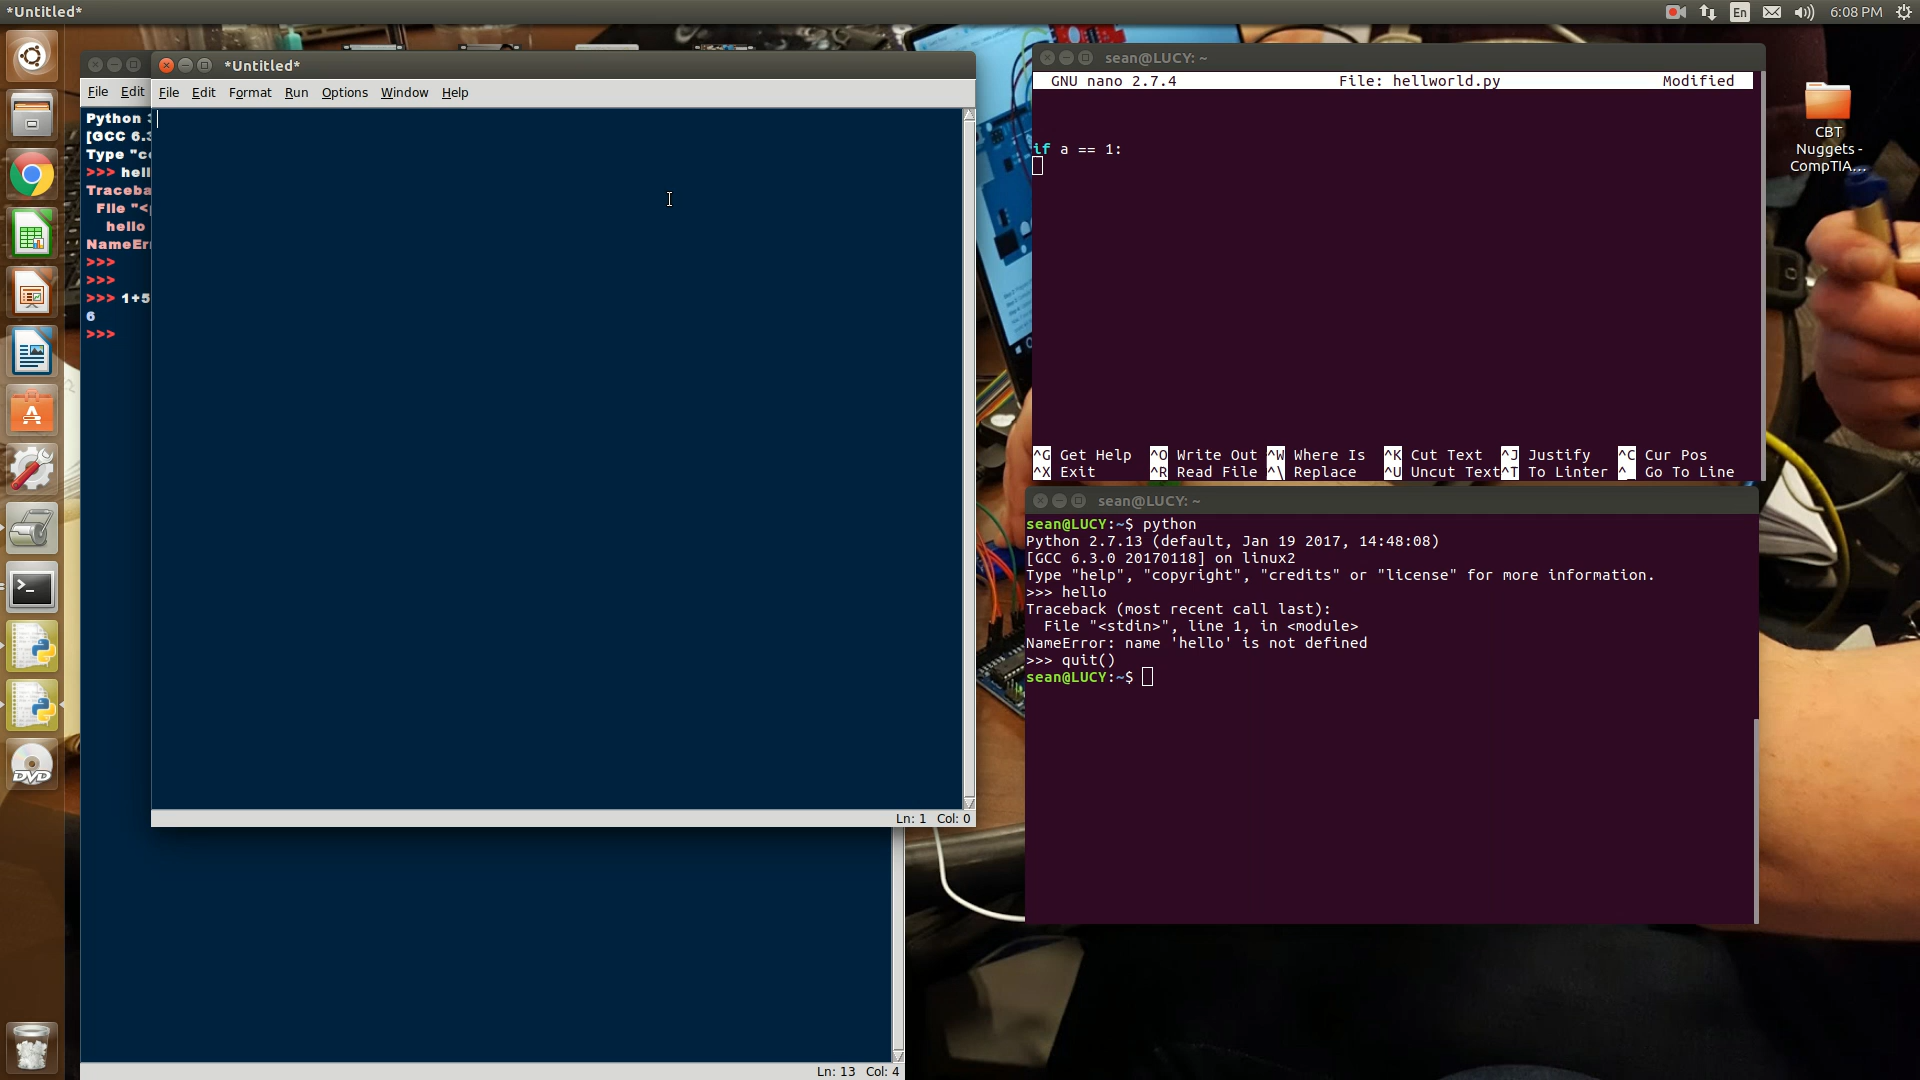 *Untitled*
En
6:08 PM
File Edit
Python
[GCC 6.3
Type
>>> hell
File
hello
>>>
>>>
>>> 1+5
6
>>>
Ln: 13 Col: 4
*Untitled*
File Edit Format Run Options Window Help
Ln: 1 Col: 0
sean@LUCY: ~
GNU nano 2.7.4 File: hellworld.py Modified
if a == 1:
^G Get Help ^O Write Out ^W Where Is ^K Cut Text ^J Justify ^C Cur Pos
^X Exit ^R Read File ^\ Replace ^U Uncut Text ^T To Linter ^_ Go To Line
sean@LUCY: ~
sean@LUCY:~$ python
Python 2.7.13 (default, Jan 19 2017, 14:48:08)
[GCC 6.3.0 20170118] on linux2
Type "help", "copyright", "credits" or "license" for more information.
>>> hello
Traceback (most recent call last):
File "<stdin>", line 1, in <module>
NameError: name 'hello' is not defined
>>> quit()
sean@LUCY:~$
CBT
Nuggets -
CompTIA...
DVD